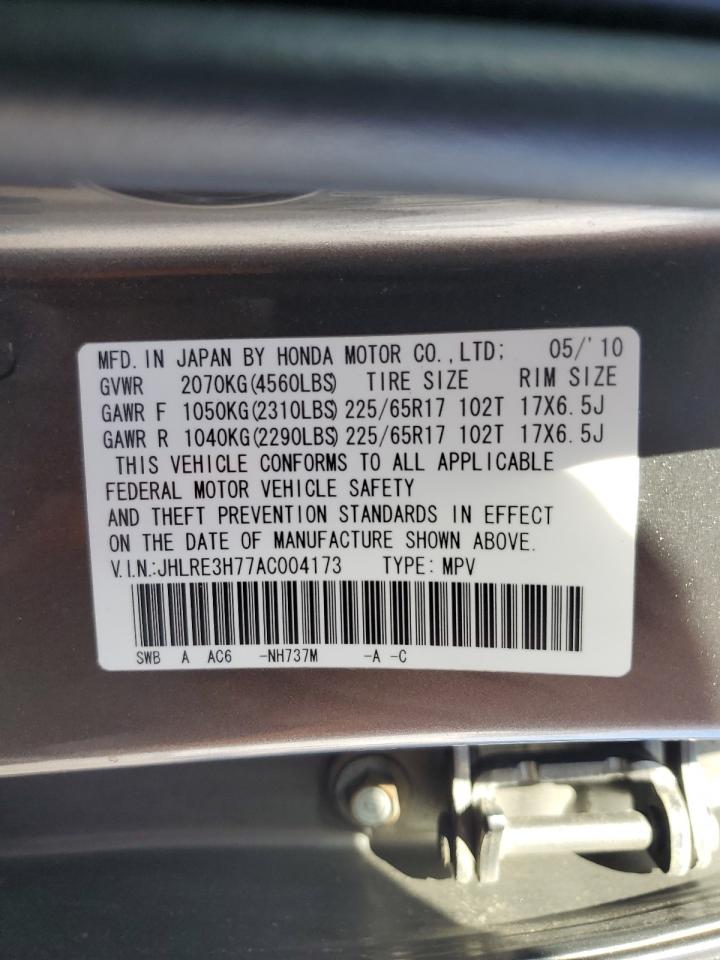 MFD. IN JAPAN BY HONDA MOTOR CO., LTD; 05/'10
GVWR 2070KG(4560LBS) TIRE SIZE RIM SIZE
GAWR F 1050KG(2310LBS) 225/65R17 102T 17X6.5J
GAWR R 1040KG(2290LBS) 225/65R17 102T 17X6.5J
THIS VEHICLE CONFORMS TO ALL APPLICABLE
FEDERAL MOTOR VEHICLE SAFETY
AND THEFT PREVENTION STANDARDS IN EFFECT
ON THE DATE OF MANUFACTURE SHOWN ABOVE.
V.I.N.:JHLRE3H77AC004173 TYPE: MPV
SWB A AC6 -NH737M -A -C